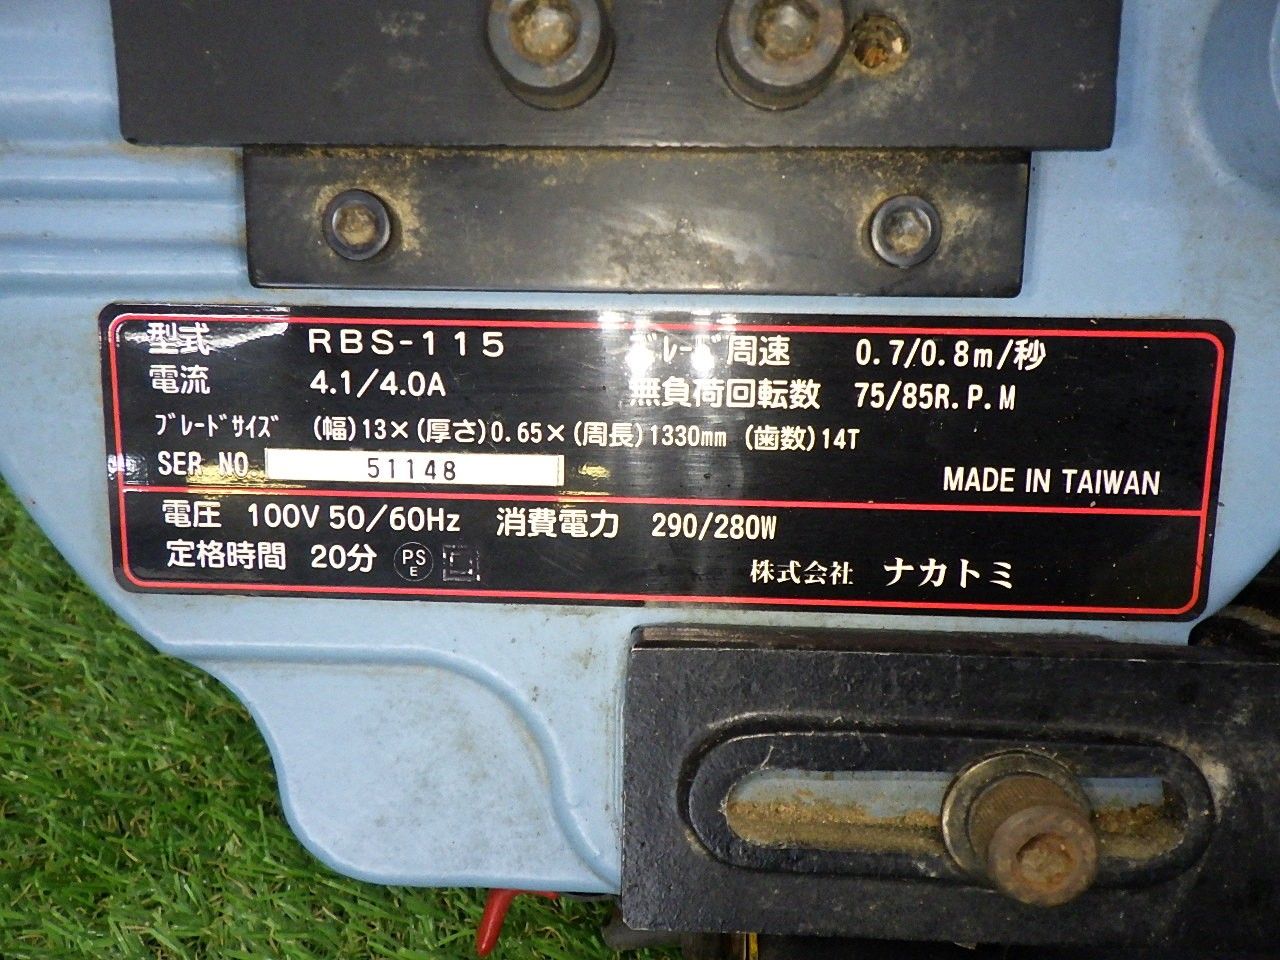 型式 RBS-115 ブレード周速 0.7/0.8m/秒
電流 4.1/4.0A 無負荷回転数 75/85R.P.M
ブレードサイズ (幅)13×(厚さ)0.65×(周長)1330mm (歯数)14T
SER NO 51148 MADE IN TAIWAN
電圧 100V 50/60Hz 消費電力 290/280W
定格時間 20分 PS E
株式会社 ナカトミ